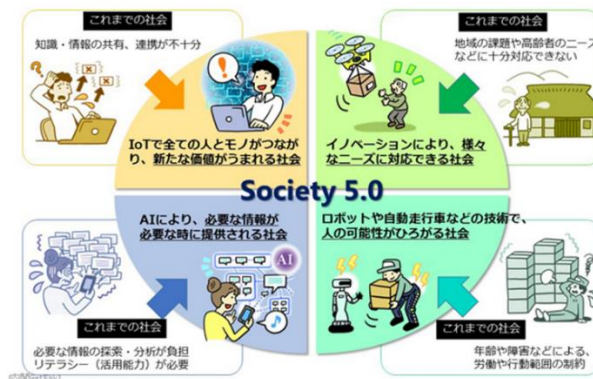 これまでの社会
知識・情報の共有、連携が不十分
IoTで全ての人とモノがつなが
り、新たな価値がうまれる社会
これまでの社会
地域の課題や高齢者のニーズ
などに十分対応できない
イノベーションにより、様々
なニーズに対応できる社会
Society 5.0
AIにより、必要な情報が
必要な時に提供される社会
AI
これまでの社会
必要な情報の探索・分析が負担
リテラシー（活用能力）が必要
ロボットや自動走行車などの技術で、
人の可能性がひろがる社会
これまでの社会
年齢や障害などによる、
労働や行動範囲の制約